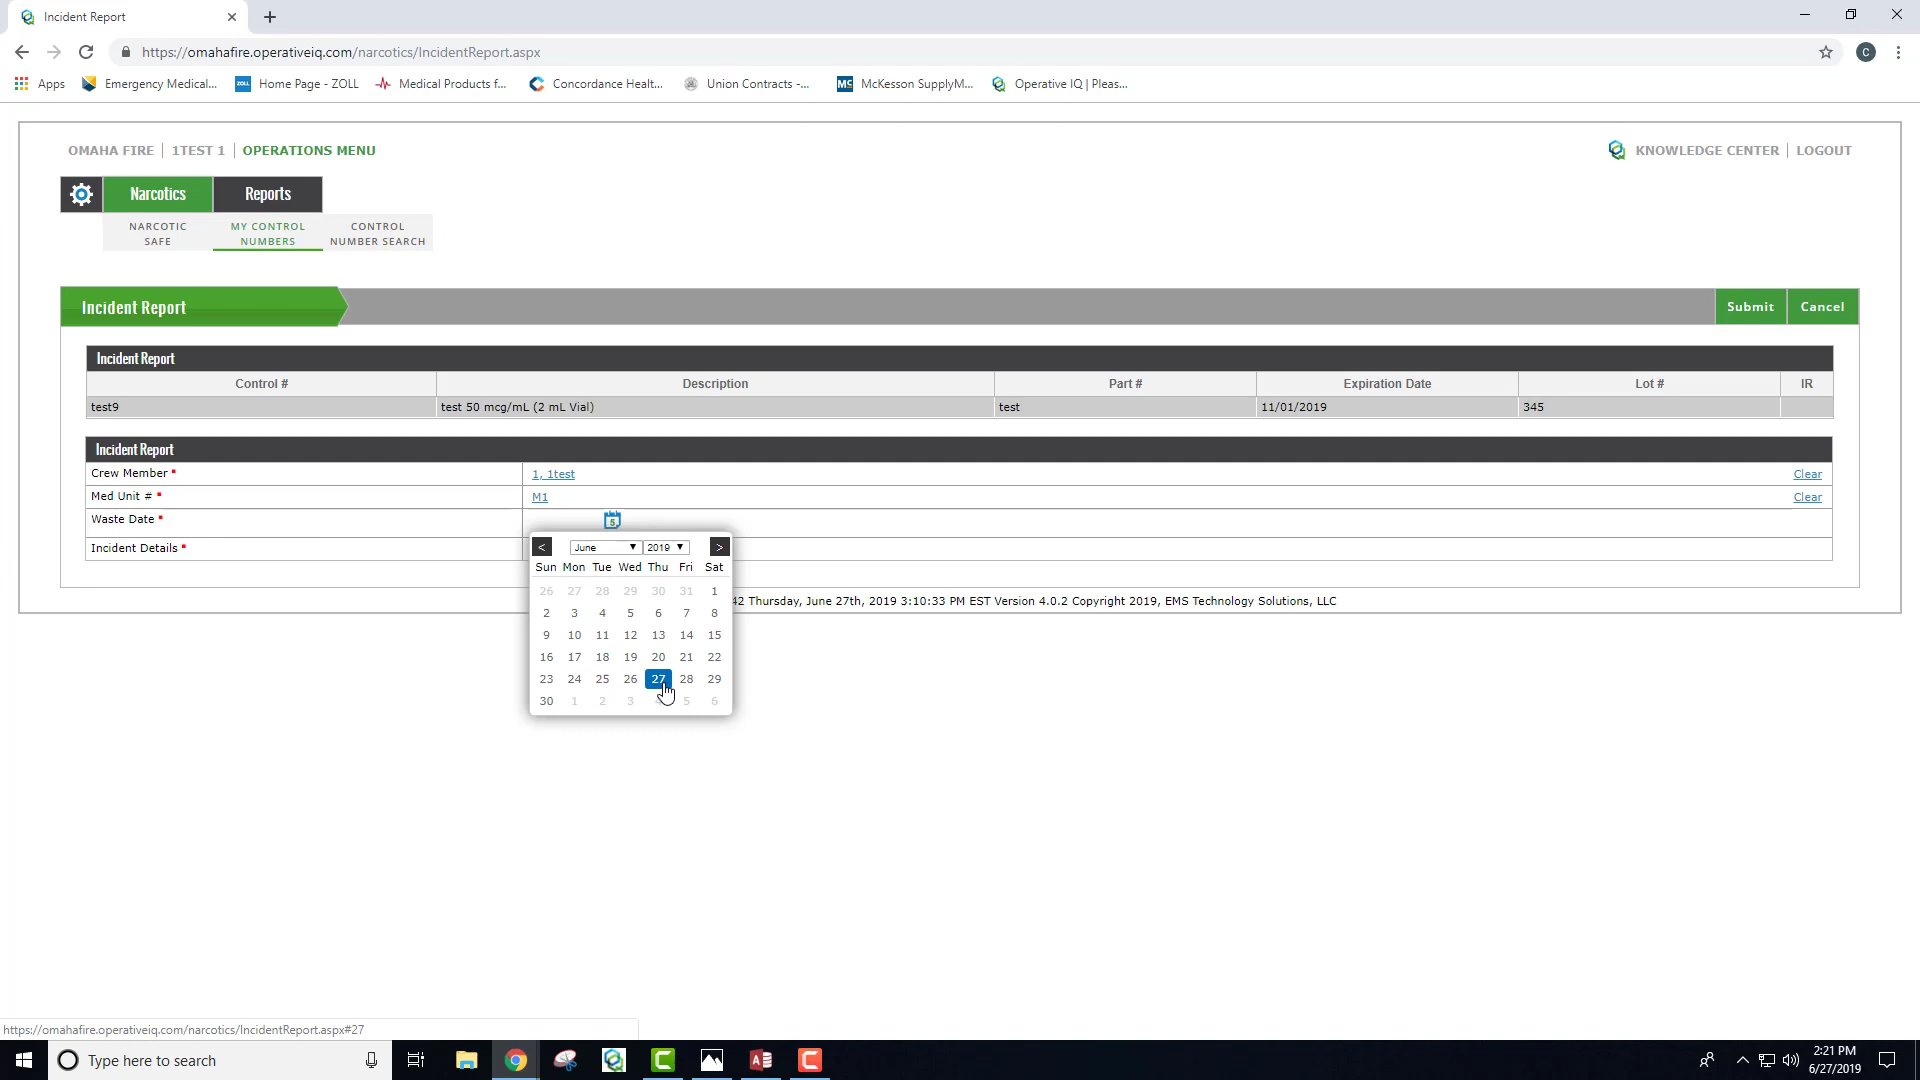 Incident Report
https://omahafire.operativeiq.com/narcotics/IncidentReport.aspx
C
Apps
Emergency Medical...
ZOLL Home Page - ZOLL
Medical Products f...
Concordance Healt...
Union Contracts -...
MC McKesson SupplyM...
Operative IQ | Pleas...
OMAHA FIRE | 1TEST 1 | OPERATIONS MENU
KNOWLEDGE CENTER | LOGOUT
Narcotics
Reports
NARCOTIC SAFE
MY CONTROL NUMBERS
CONTROL NUMBER SEARCH
Incident Report
Submit
Cancel
Incident Report
Control # Description Part # Expiration Date Lot # IR
test9 test 50 mcg/mL (2 mL Vial) test 11/01/2019 345
Incident Report
Crew Member * 1, 1test Clear
Med Unit # * M1 Clear
Waste Date * 5
Incident Details *
< June 2019 >
Sun Mon Tue Wed Thu Fri Sat
26 27 28 29 30 31 1
2 3 4 5 6 7 8
9 10 11 12 13 14 15
16 17 18 19 20 21 22
23 24 25 26 27 28 29
30 1 2 3 4 5 6
42 Thursday, June 27th, 2019 3:10:33 PM EST Version 4.0.2 Copyright 2019, EMS Technology Solutions, LLC
https://omahafire.operativeiq.com/narcotics/IncidentReport.aspx#27
Type here to search
2:21 PM
6/27/2019